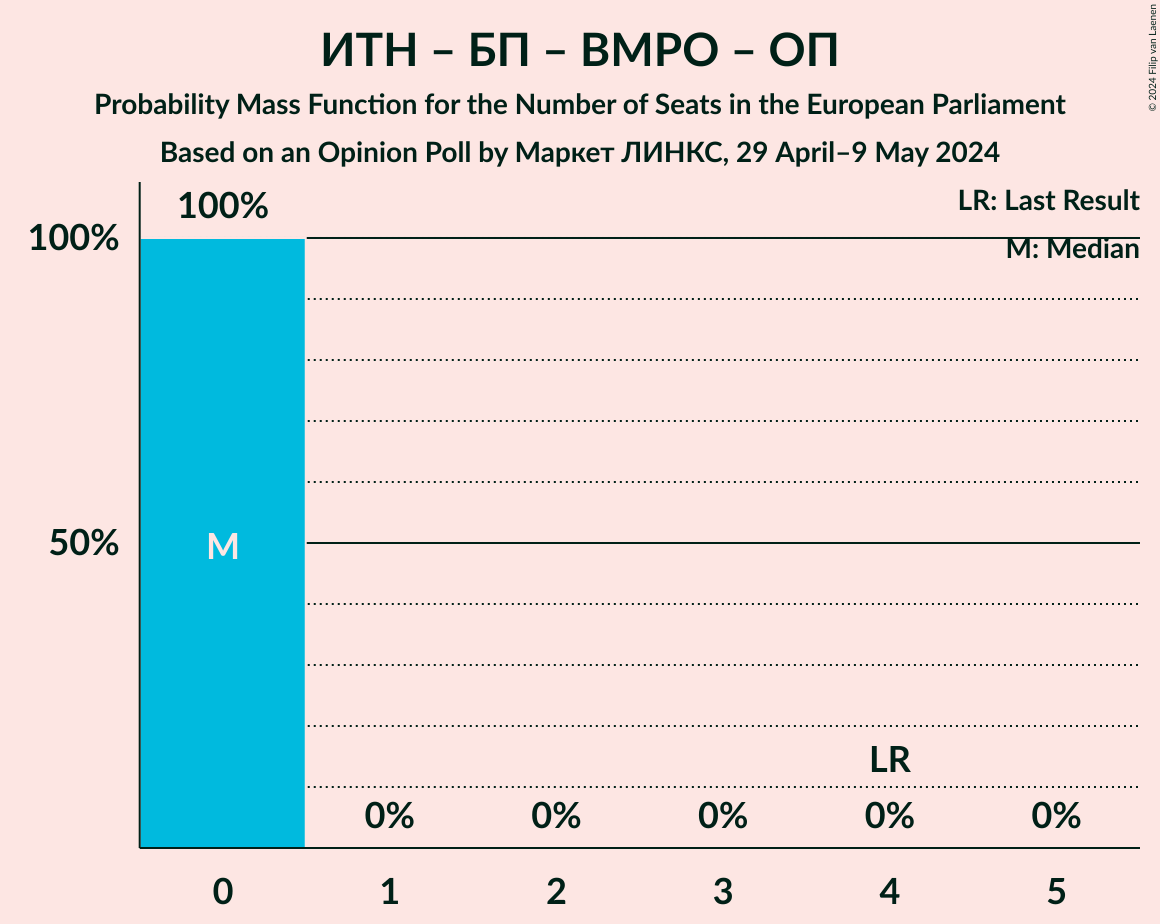 ИТН – БП – ВМРО – ОП
Probability Mass Function for the Number of Seats in the European Parliament
Based on an Opinion Poll by Маркет ЛИНКС, 29 April–9 May 2024
© 2024 Filip van Laenen
LR: Last Result
M: Median
100%
100%
50%
M
LR
0% 0% 0% 0% 0%
0 1 2 3 4 5